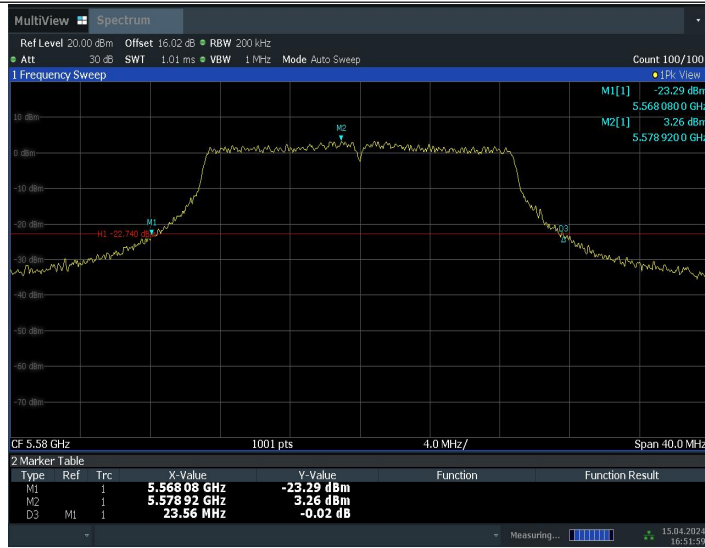 MultiView Spectrum
Ref Level 20.00 dBm Offset 16.02 dB RBW 200 kHz
Att 30 dB SWT 1.01 ms VBW 1 MHz Mode Auto Sweep Count 100/100
1 Frequency Sweep 1Pk View
M1[1] -23.29 dBm
5.568 080 0 GHz
M2[1] 3.26 dBm
5.578 920 0 GHz
10 dBm
M2
0 dBm
-10 dBm
-20 dBm
M1
D3
H1 -22.740 dBm
-30 dBm
-40 dBm
-50 dBm
-60 dBm
-70 dBm
CF 5.58 GHz 1001 pts 4.0 MHz/ Span 40.0 MHz
2 Marker Table
Type Ref Trc X-Value Y-Value Function Function Result
M1 1 5.568 08 GHz -23.29 dBm
M2 1 5.578 92 GHz 3.26 dBm
D3 M1 1 23.56 MHz -0.02 dB
Measuring... 15.04.2024
16:51:59